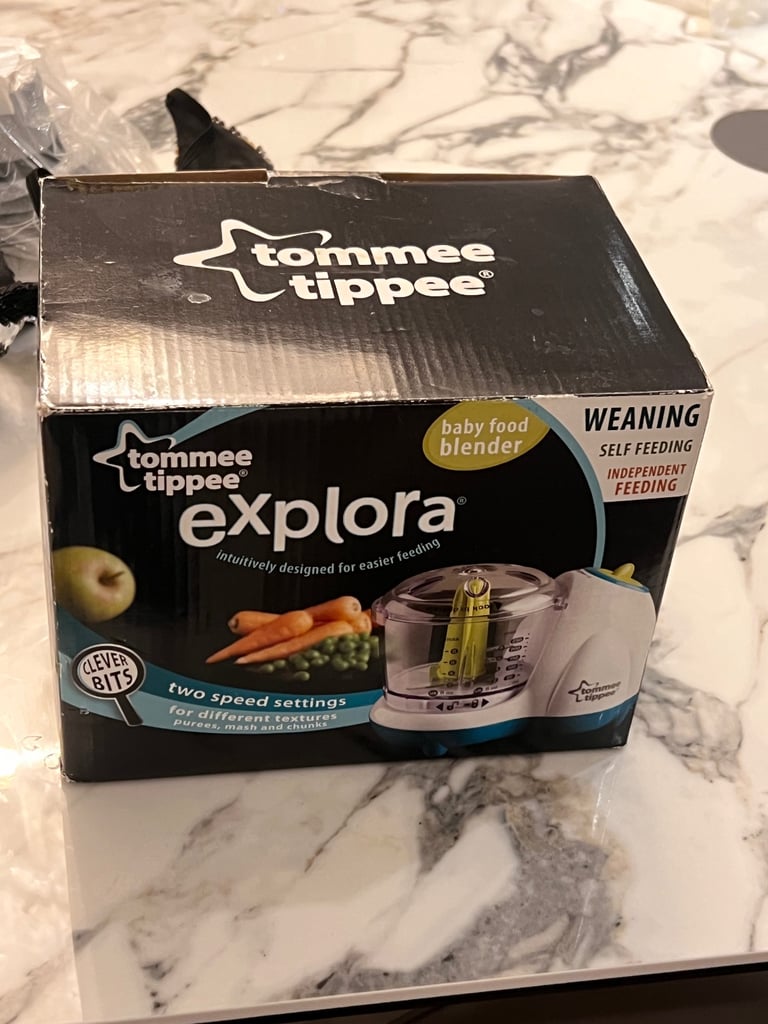 tommee
tippee®
tommee
tippee®
explora®
intuitively designed for easier feeding
baby food
blender
WEANING
SELF FEEDING
INDEPENDENT
FEEDING
CLEVER
BITS
two speed settings
for different textures
purees, mash and chunks
tommee
tippee